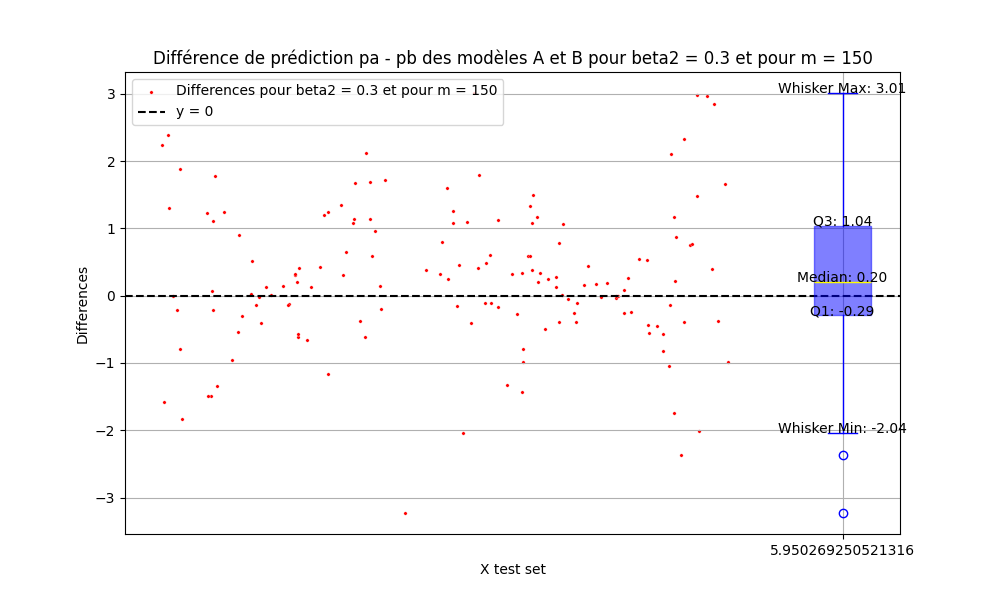 Différence de prédiction pa - pb des modèles A et B pour beta2 = 0.3 et pour m = 150
Differences pour beta2 = 0.3 et pour m = 150
y = 0
Differences
3
2
1
0
−1
−2
−3
Whisker Max: 3.01
Q3: 1.04
Median: 0.20
Q1: -0.29
Whisker Min: -2.04
5.950269250521316
X test set